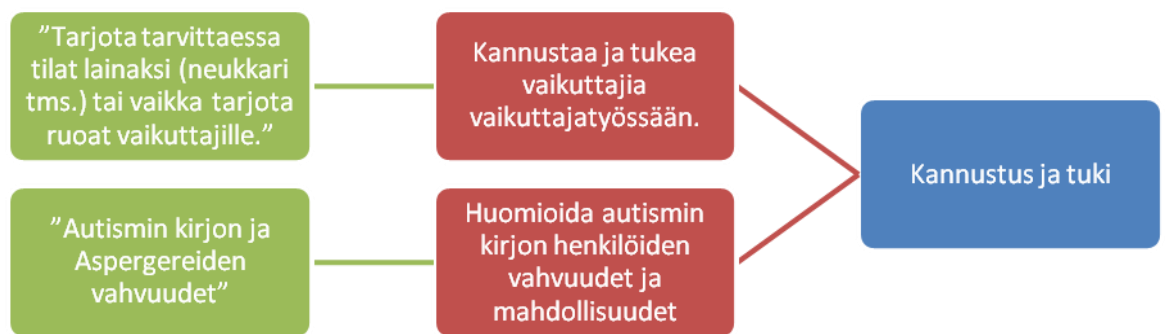 ”Tarjota tarvittaessa
tilat lainaksi (neukkari
tms.) tai vaikka tarjota
ruoat vaikuttajille.”
Kannustaa ja tukea
vaikuttajia
vaikuttajatyössään.
”Autismin kirjon ja
Aspergereiden
vahvuudet”
Huomioida autismin
kirjon henkilöiden
vahvuudet ja
mahdollisuudet
Kannustus ja tuki